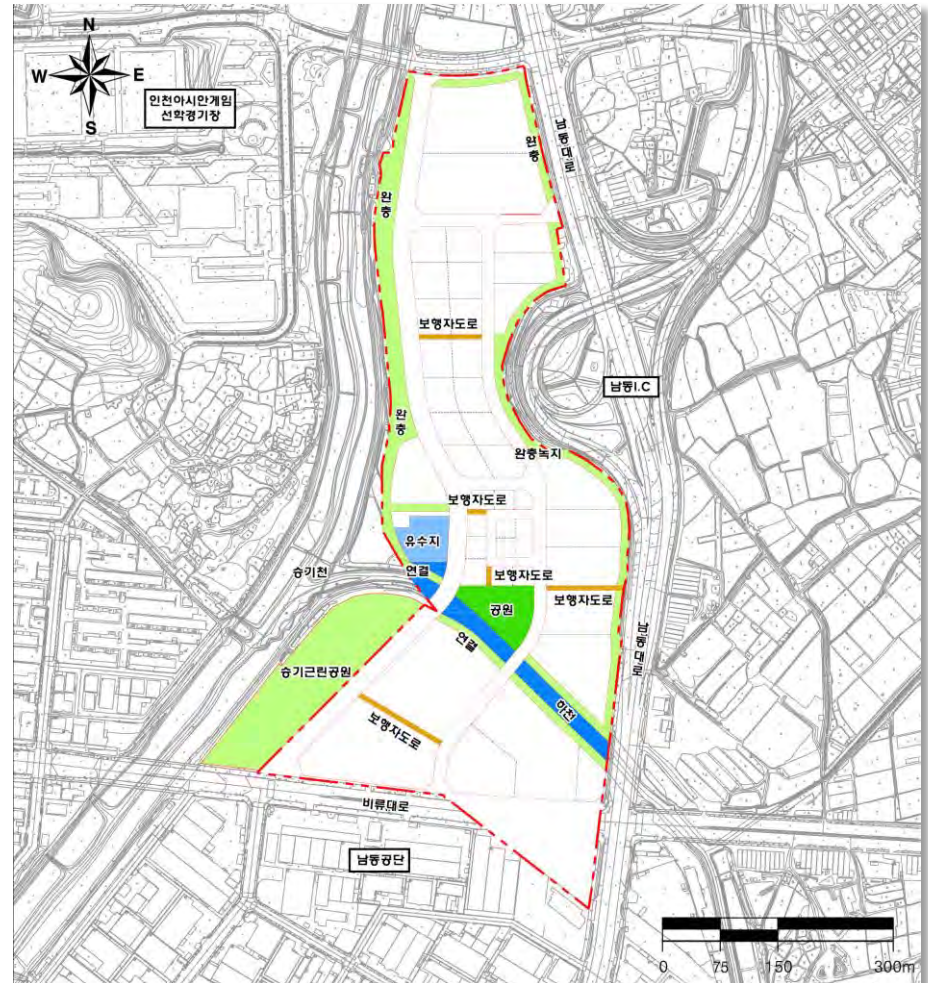 N
W
E
S
인천아시안게임
선학경기장
남동대로
완충
완충
보행자도로
남동I.C
완충
완충녹지
보행자도로
유수지
연결
승기천
보행자도로
보행자도로
공원
연결
남동대로
승기근린공원
하천
보행자도로
비류대로
남동공단
0 75 150 300m